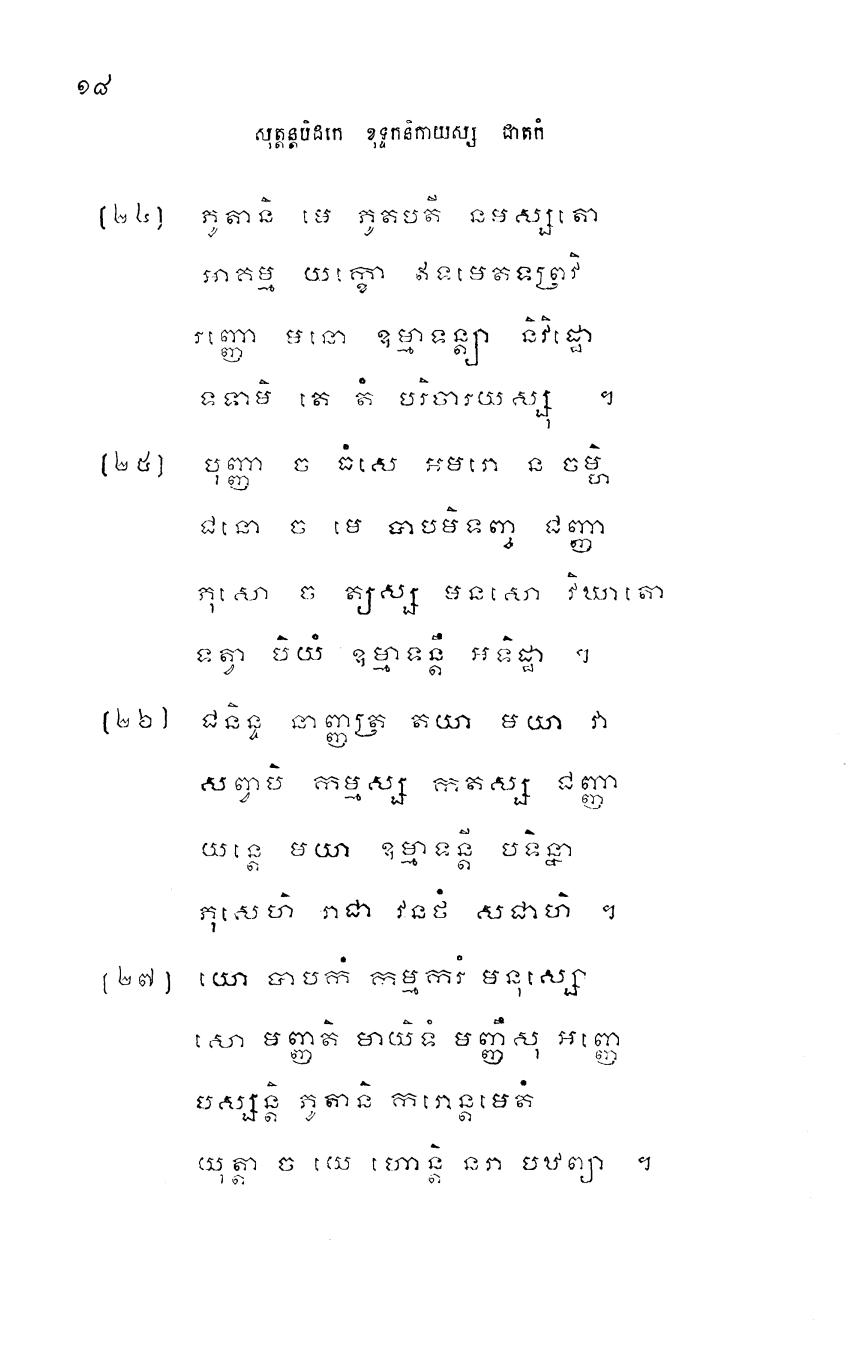 ១៨
សុត្តន្តបិដកេ ខុទ្ទកនិកាយស្ស ជាតកំ
(២៤) ភូតានិ មេ ភូតបតី នមស្សតោ
អាគម្ម យក្ខោ ឥទមេតទព្រវិ
រញ្ញោ មនោ ឧម្មាទន្ត្យា និវិដ្ឋោ
ទទាមិ តេ តំ បរិចារយស្សុ ។
(២៥) បុញ្ញា ច ធំសេ អមរោ ន ចម្ហិ
ជនោ ច មេ បាបមិទញ្ច ជញ្ញា
ភុសោ ច ត្យស្ស មនសោ វិឃាតោ
ទត្វា បិយំ ឧម្មាទន្តឹ អទិដ្ឋា ។
(២៦) ជនិន្ទ នាញ្ញត្រ តយា មយា វា
សព្វាបិ កម្មស្ស កតស្ស ជញ្ញា
យន្តេ មយា ឧម្មាទន្តី បទិន្នា
ភុសេហិ រាជា វនថំ សជាហិ ។
(២៧) យោ បាបកំ កម្មករំ មនុស្សោ
សោ មញ្ញតិ មាយិទំ មញ្ញឹសុ អញ្ញេ
បស្សន្តិ ភូតានិ ករោន្តមេតំ
យុត្តា ច យេ ហោន្តិ នរា បឋព្យា ។